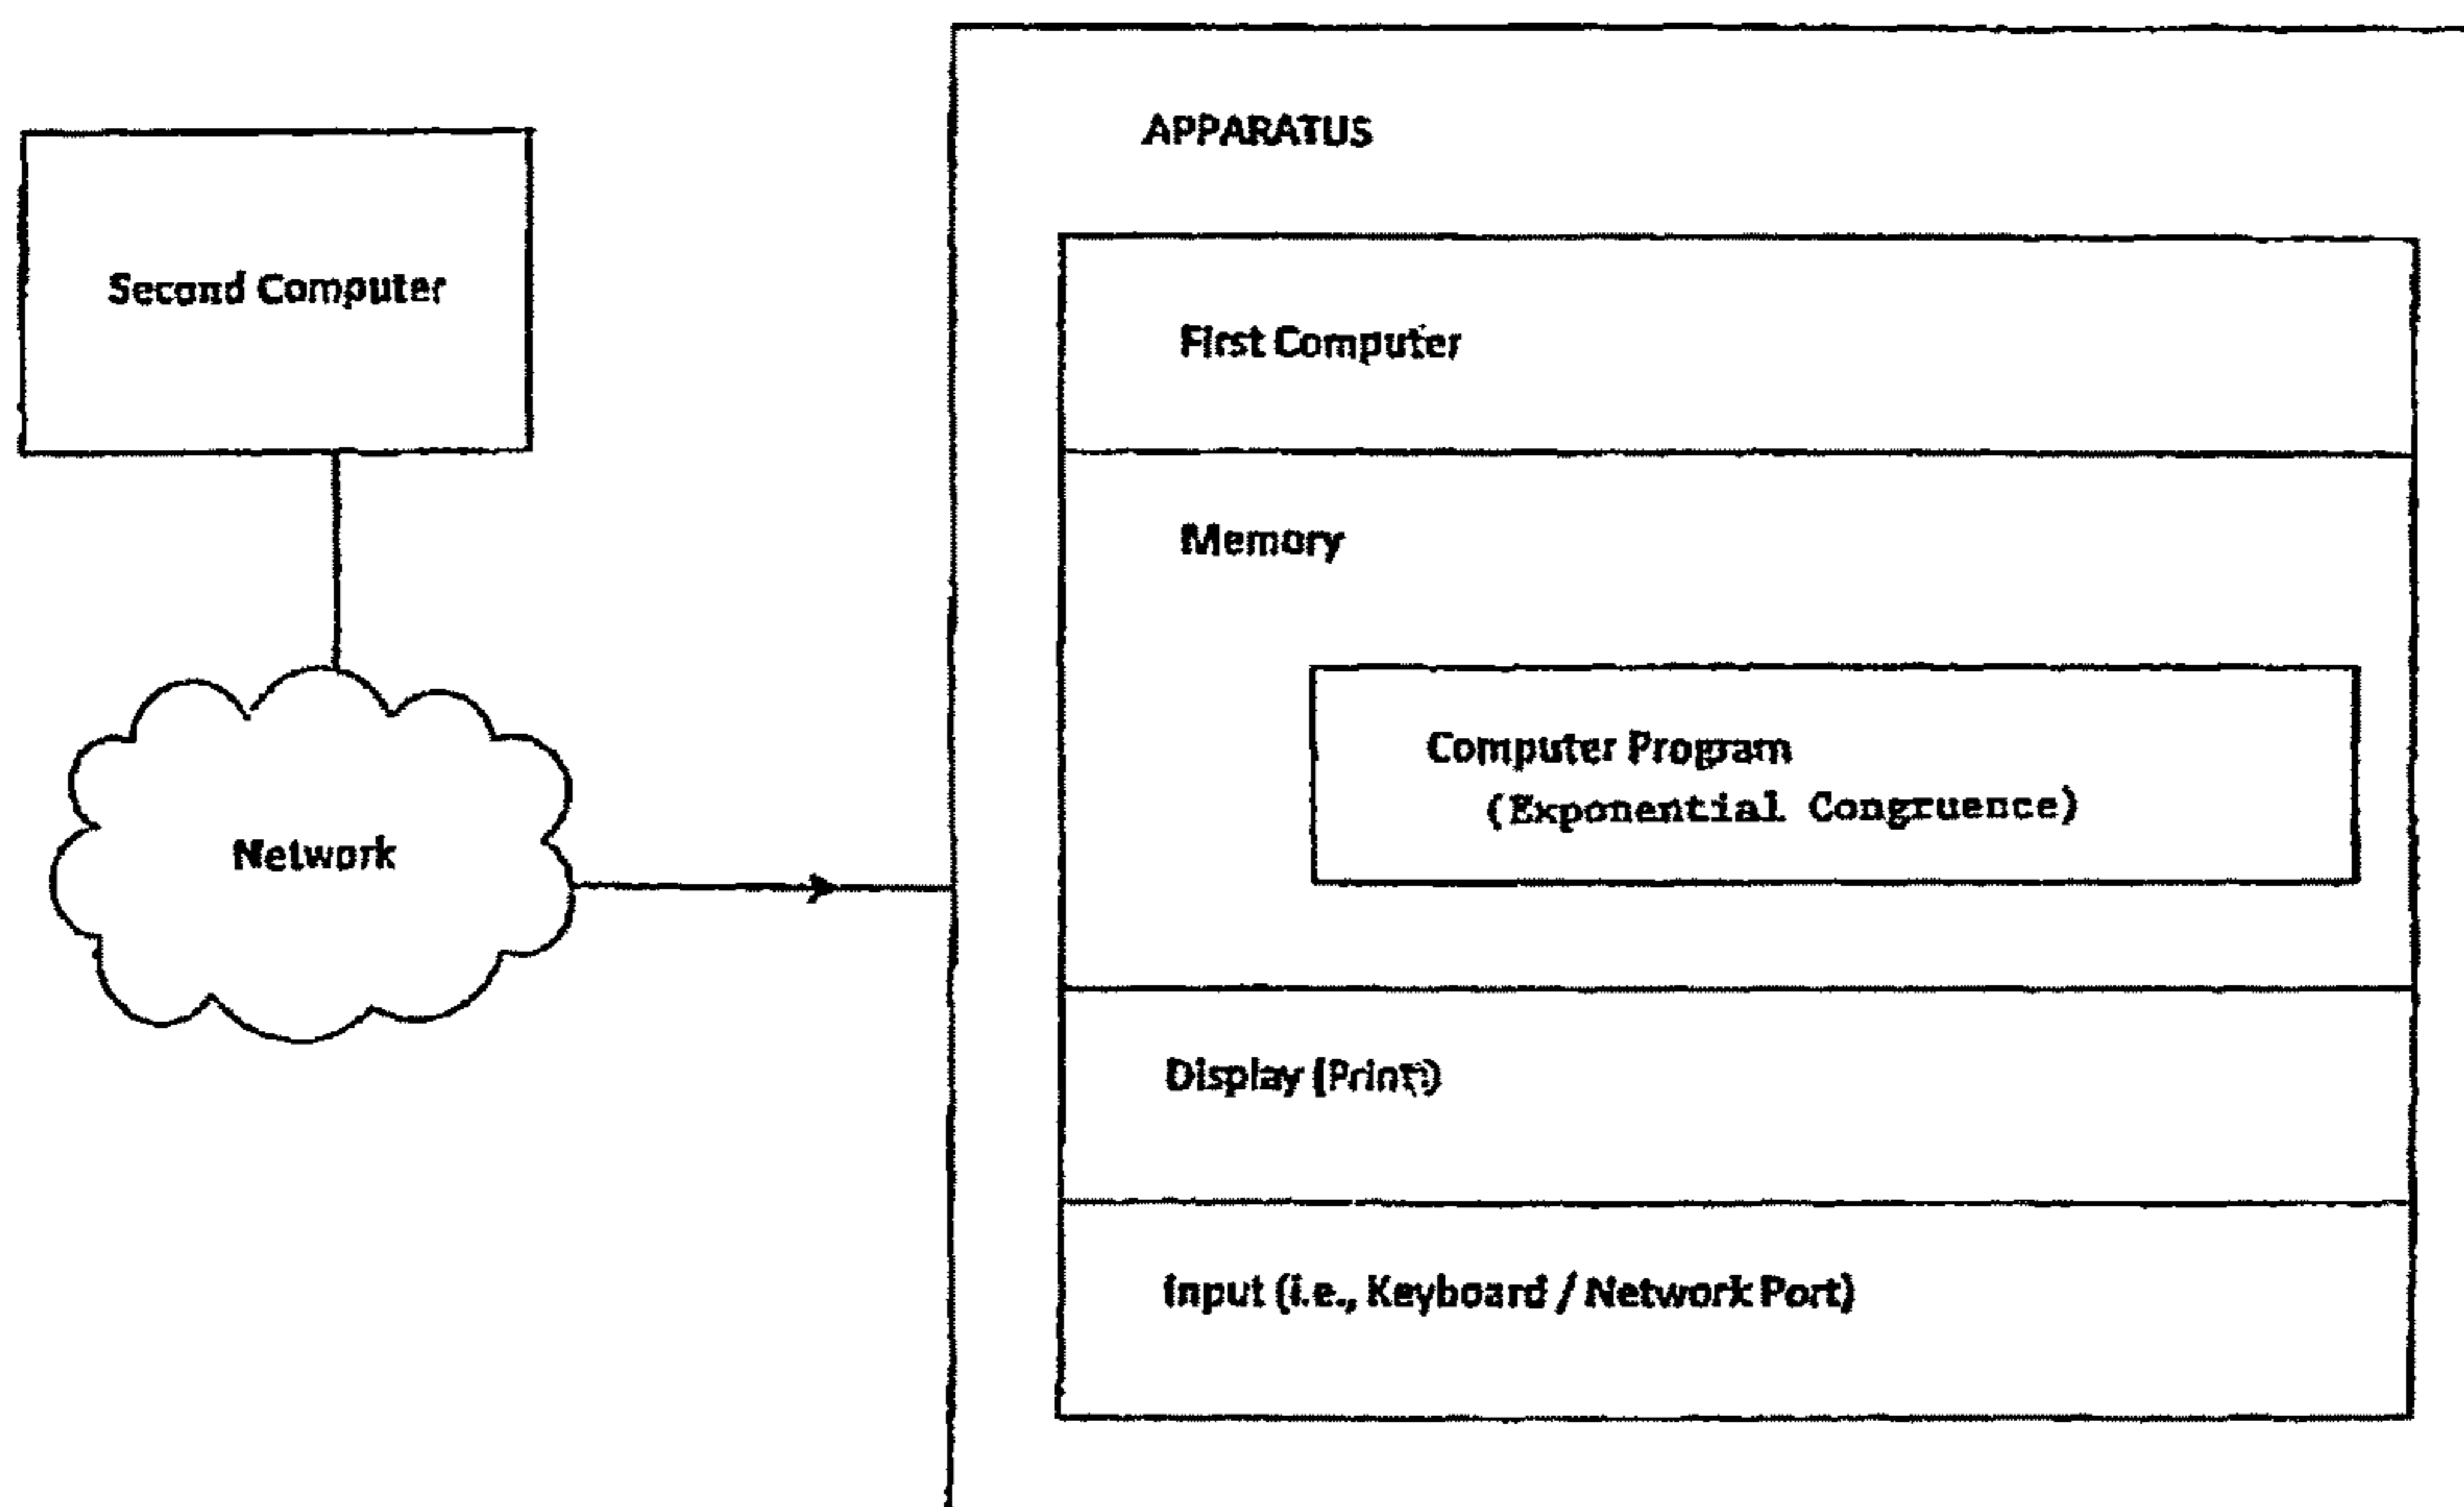 APPARATUS
Second Computer
First Computer
Memory
Computer Program
(Exponential Congruence)
Network
Display (Print)
Input (i.e., Keyboard / Network Port)